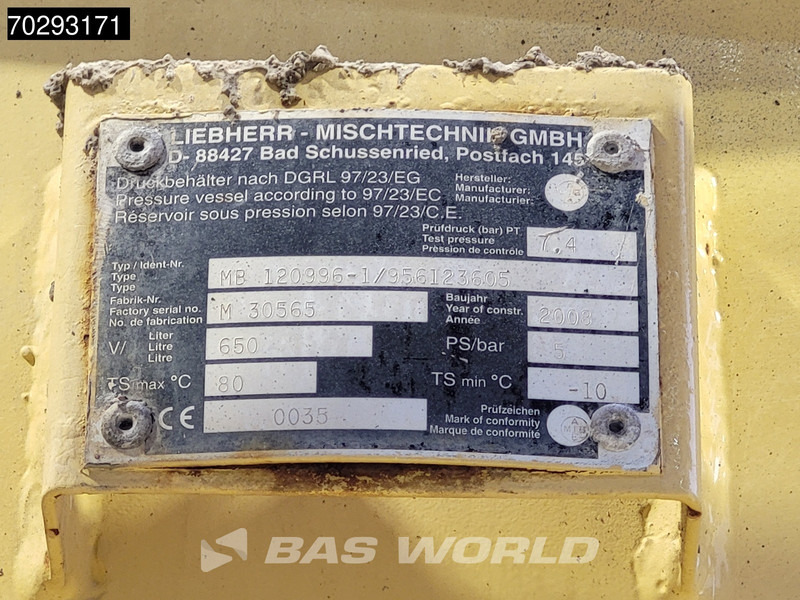 70293171
LIEBHERR - MISCHTECHNIK GMBH
D- 88427 Bad Schussenried, Postfach 145
Druckbehälter nach DGRL 97/23/EG
Pressure vessel according to 97/23/EC
Réservoir sous pression selon 97/23/C.E.
Hersteller:
Manufacturer:
Manufacturier:
Prüfdruck (bar) PT
Test pressure
Pression de contrôle
7,4
Typ / Ident-Nr.
Type
Type
MB 120996-1/956123605
Fabrik-Nr.
Factory serial no.
No. de fabrication
M 30565
Baujahr
Year of constr.
Année
2008
V/
Liter
Litre
Litre
650
PS/bar
5
TS max °C
80
TS min °C
-10
CE
0035
Prüfzeichen
Mark of conformity
Marque de conformité
BAS WORLD